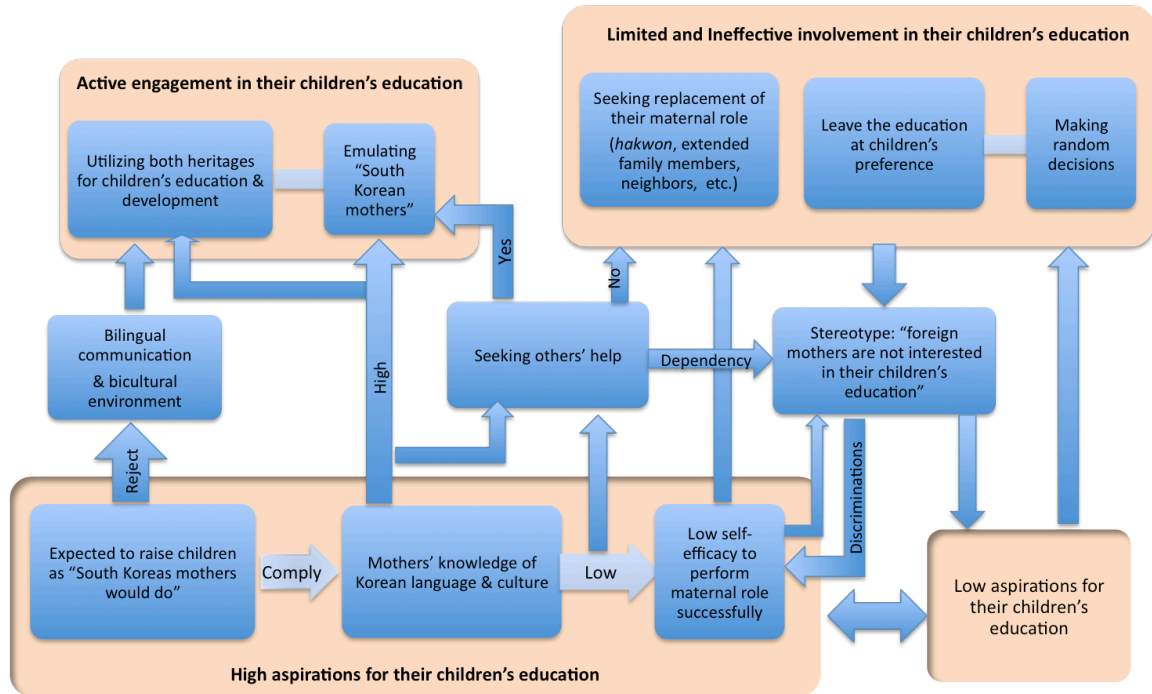 Limited and Ineffective involvement in their children's education
Seeking replacement of
their maternal role
(hakwon, extended
family members,
neighbors, etc.)
Leave the education
at children's
preference
Making
random
decisions
Active engagement in their children's education
Utilizing both heritages
for children's education &
development
Emulating
"South
Korean
mothers"
Yes
No
Bilingual
communication
& bicultural
environment
High
Seeking others' help
Dependency
Stereotype: "foreign
mothers are not interested
in their children's
education"
Reject
Discriminations
Expected to raise children
as "South Koreas mothers
would do"
Comply
Mothers' knowledge of
Korean language & culture
Low
Low self-
efficacy to
perform
maternal role
successfully
Low aspirations for
their children's
education
High aspirations for their children's education